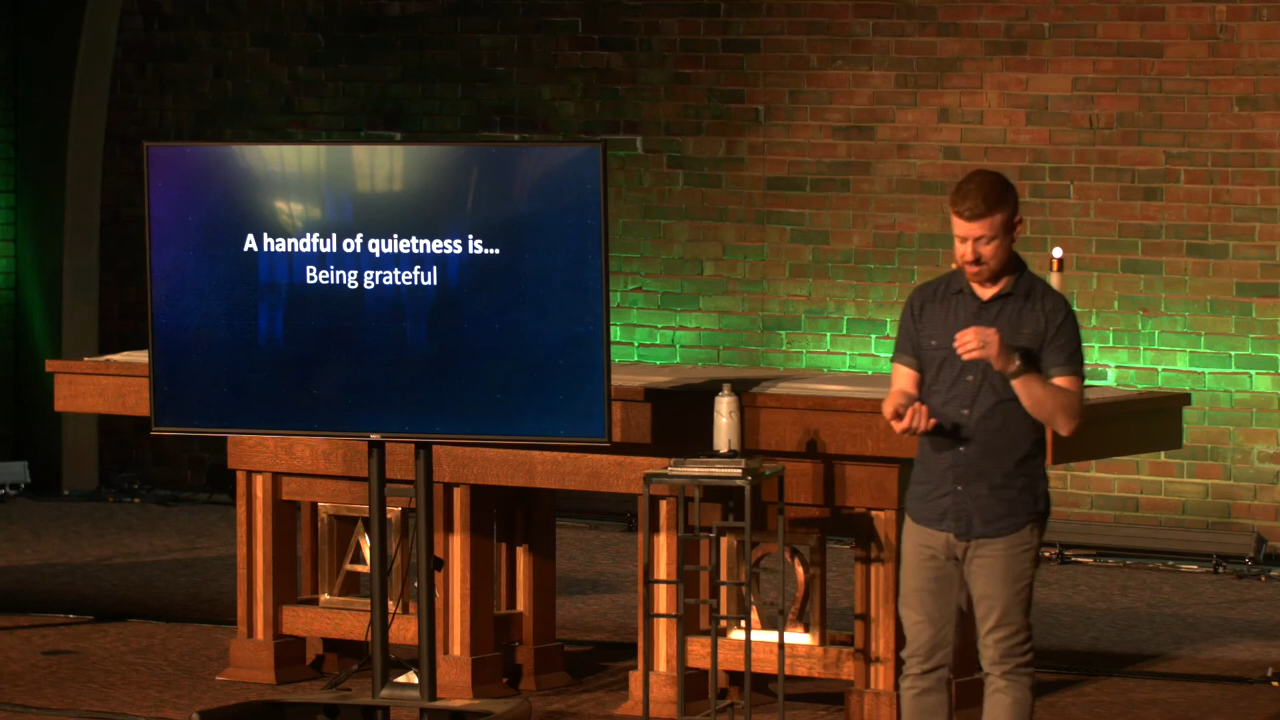 A handful of quietness is...
Being grateful
A
Ω